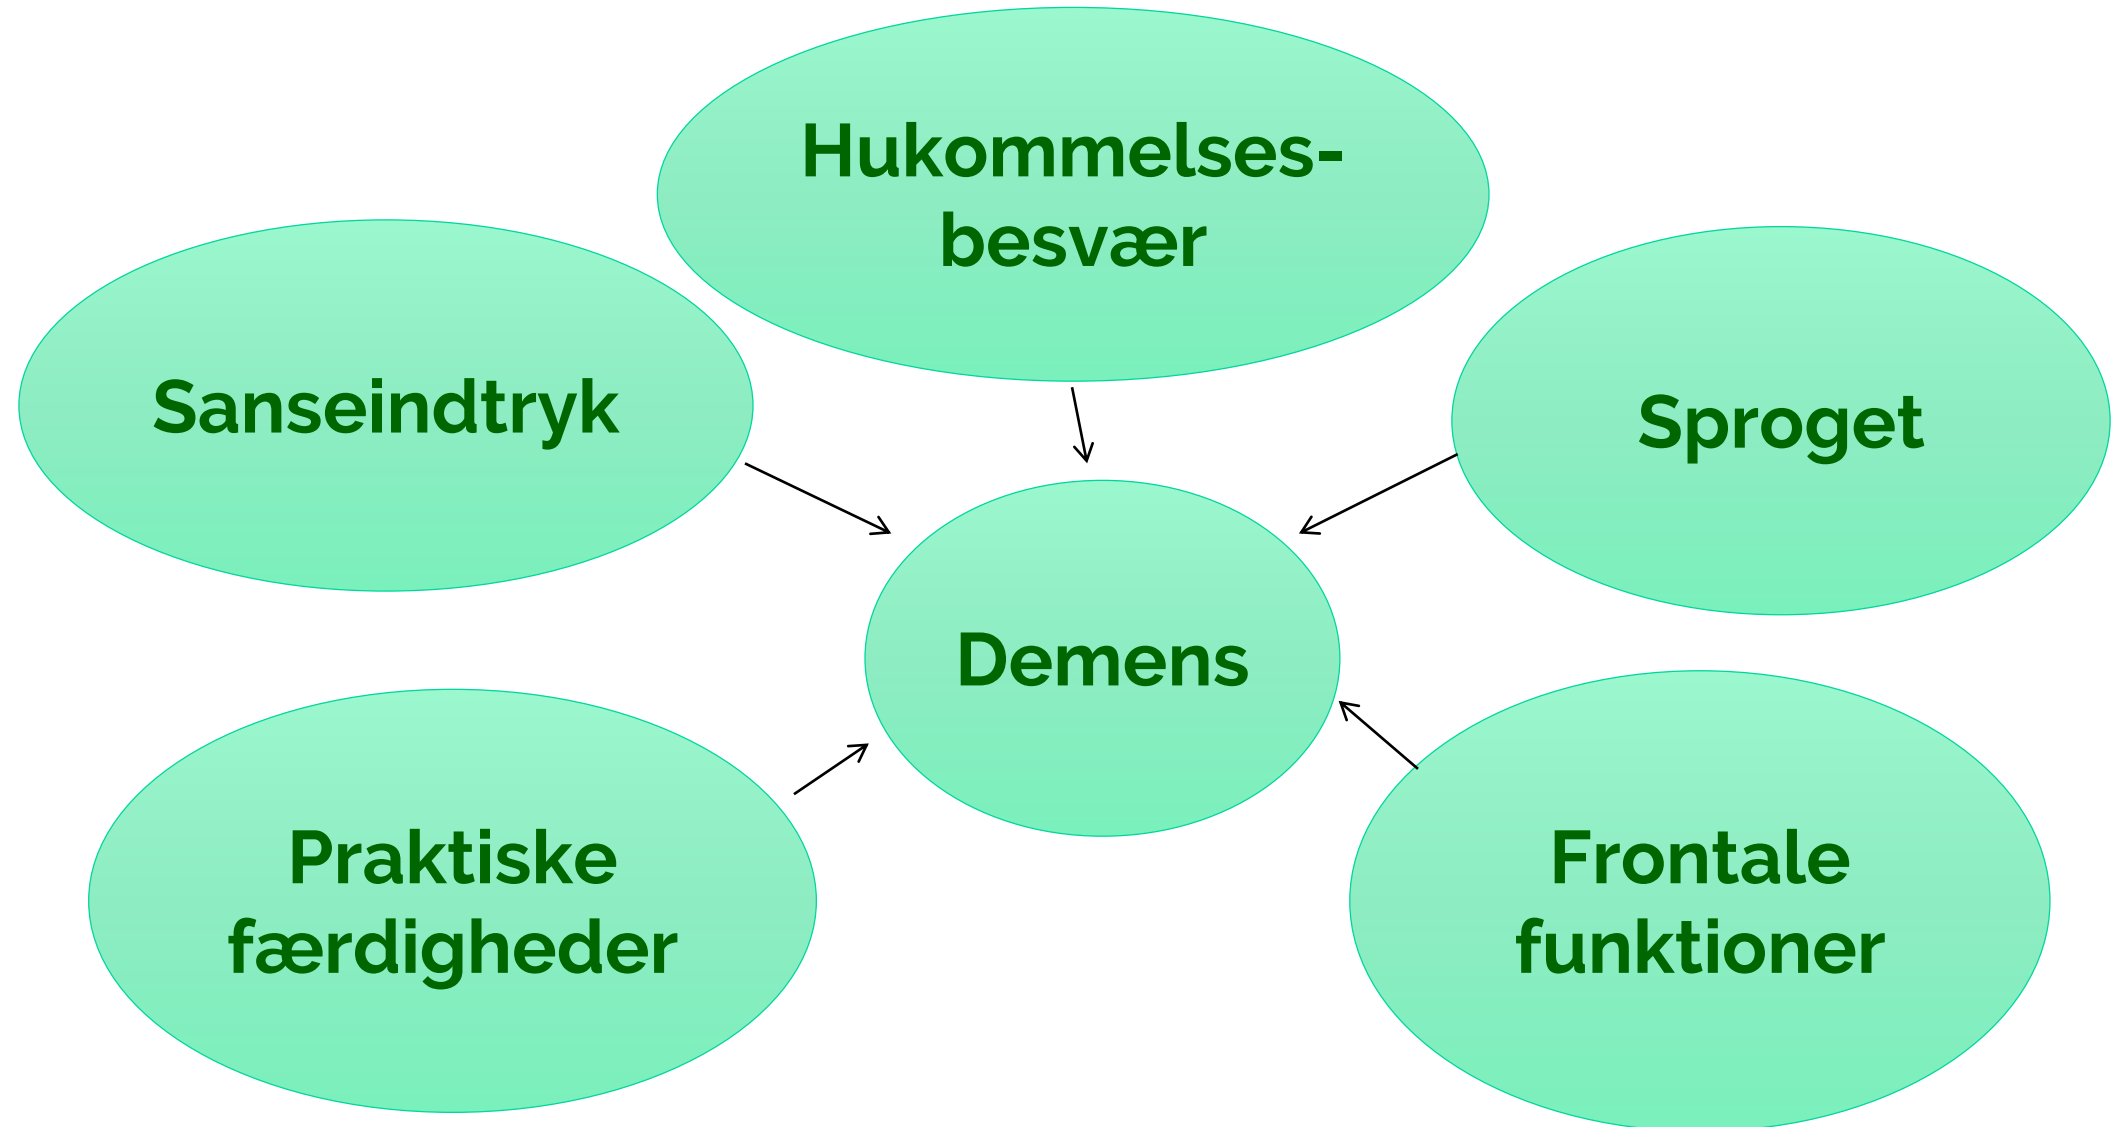 Hukommelses-
besvær
Sanseindtryk
Sproget
Demens
Praktiske
færdigheder
Frontale
funktioner